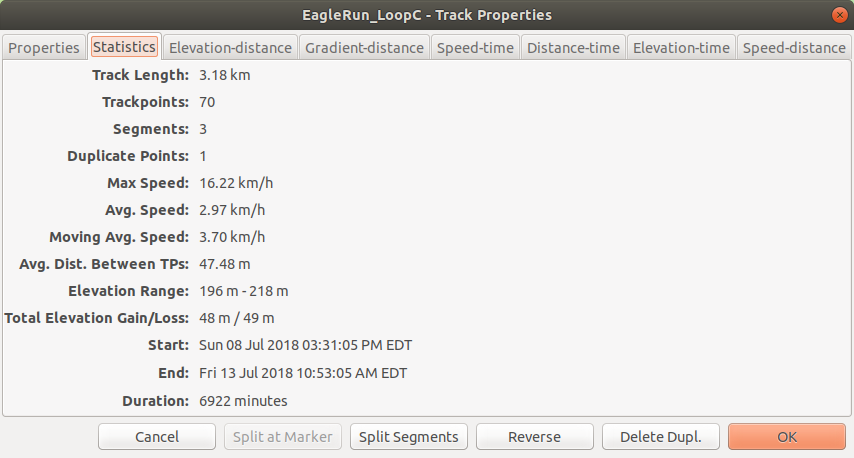 EagleRun_LoopC - Track Properties
Properties Statistics Elevation-distance Gradient-distance Speed-time Distance-time Elevation-time Speed-distance
Track Length: 3.18 km
Trackpoints: 70
Segments: 3
Duplicate Points: 1
Max Speed: 16.22 km/h
Avg. Speed: 2.97 km/h
Moving Avg. Speed: 3.70 km/h
Avg. Dist. Between TPs: 47.48 m
Elevation Range: 196 m - 218 m
Total Elevation Gain/Loss: 48 m / 49 m
Start: Sun 08 Jul 2018 03:31:05 PM EDT
End: Fri 13 Jul 2018 10:53:05 AM EDT
Duration: 6922 minutes
Cancel Split at Marker Split Segments Reverse Delete Dupl. OK